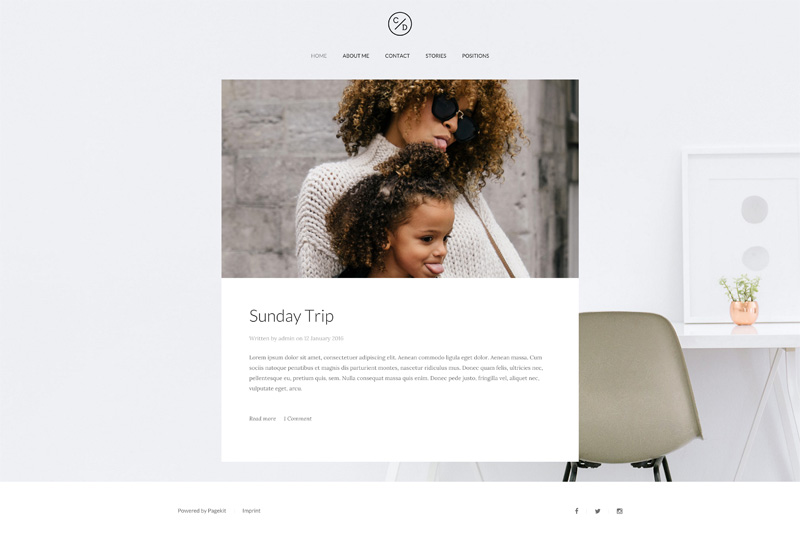 C D
HOME ABOUT ME CONTACT STORIES POSITIONS
Sunday Trip
Written by admin on 12 January 2016
Lorem ipsum dolor sit amet, consectetuer adipiscing elit. Aenean commodo ligula eget dolor. Aenean massa. Cum
sociis natoque penatibus et magnis dis parturient montes, nascetur ridiculus mus. Donec quam felis, ultricies nec,
pellentesque eu, pretium quis, sem. Nulla consequat massa quis enim. Donec pede justo, fringilla vel, aliquet nec,
vulputate eget, arcu.
Read more 1 Comment
Powered by Pagekit Imprint